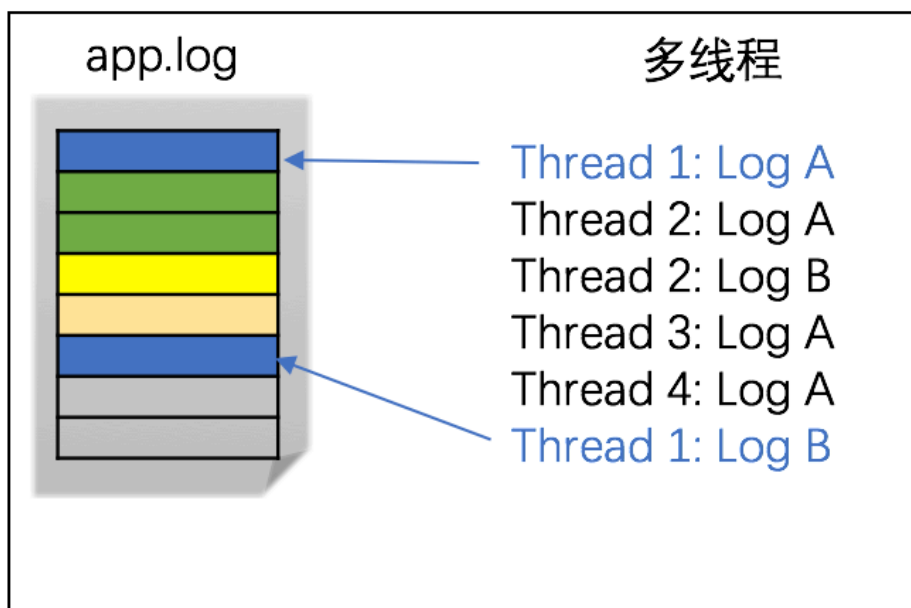 app.log
多线程
Thread 1: Log A
Thread 2: Log A
Thread 2: Log B
Thread 3: Log A
Thread 4: Log A
Thread 1: Log B